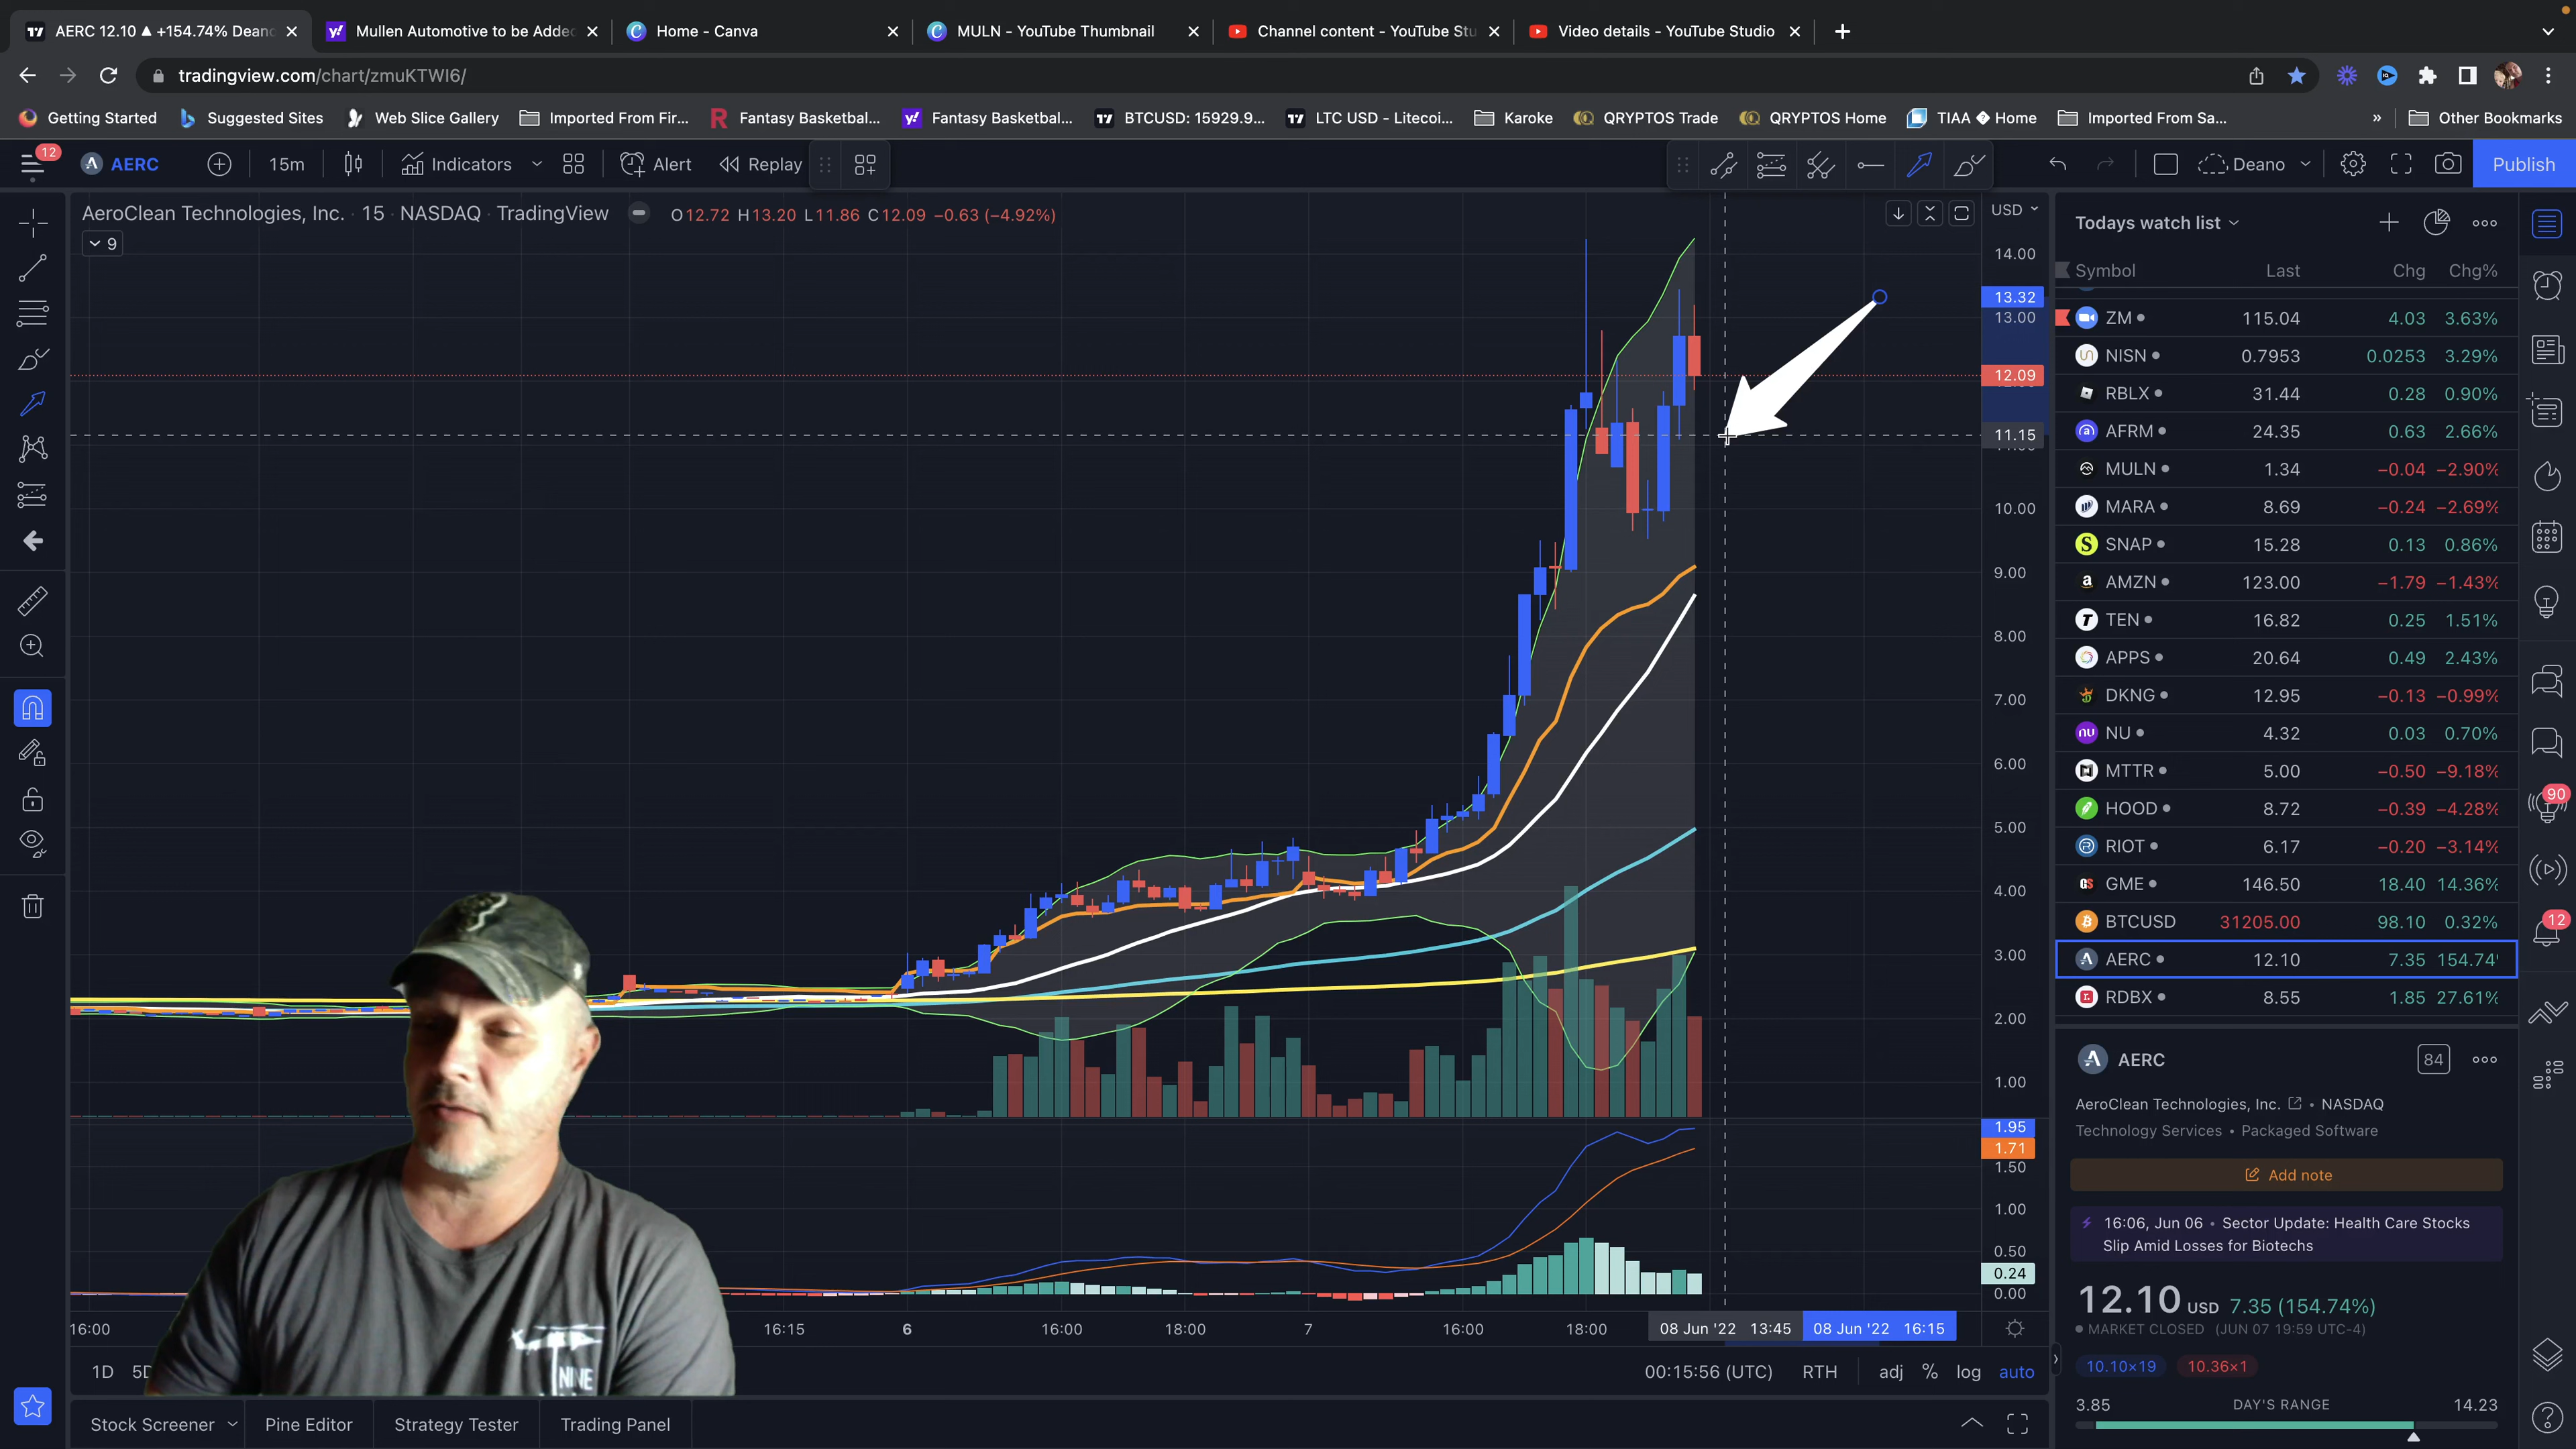 AERC 12.10 ▲ +154.74% Deano
Mullen Automotive to be Added
Home - Canva
MULN - YouTube Thumbnail
Channel content - YouTube Stu
Video details - YouTube Studio
tradingview.com/chart/zmuKTWI6/
Getting Started
Suggested Sites
Web Slice Gallery
Imported From Fir...
Fantasy Basketbal...
Fantasy Basketbal...
BTCUSD: 15929.9...
LTC USD - Litecoi...
Karoke
QRYPTOS Trade
QRYPTOS Home
TIAA � Home
Imported From Sa...
»
Other Bookmarks
12
AERC
15m
Indicators
Alert
Replay
Deano
Publish
AeroClean Technologies, Inc. · 15 · NASDAQ · TradingView
O12.72 H13.20 L11.86 C12.09 −0.63 (−4.92%)
9
USD
14.00
13.32
13.00
12.09
11.15
10.00
9.00
8.00
7.00
6.00
5.00
4.00
3.00
2.00
1.00
1.95
1.71
1.50
1.00
0.50
0.24
0.00
16:00
16:15
6
16:00
18:00
7
16:00
18:00
08 Jun '22 13:45
08 Jun '22 16:15
1D
00:15:56 (UTC)
RTH
adj
%
log
auto
NINE
Stock Screener
Pine Editor
Strategy Tester
Trading Panel
Todays watch list
Symbol Last Chg Chg%
ZM 115.04 4.03 3.63%
NISN 0.7953 0.0253 3.29%
RBLX 31.44 0.28 0.90%
AFRM 24.35 0.63 2.66%
MULN 1.34 −0.04 −2.90%
MARA 8.69 −0.24 −2.69%
SNAP 15.28 0.13 0.86%
AMZN 123.00 −1.79 −1.43%
TEN 16.82 0.25 1.51%
APPS 20.64 0.49 2.43%
DKNG 12.95 −0.13 −0.99%
NU 4.32 0.03 0.70%
MTTR 5.00 −0.50 −9.18%
HOOD 8.72 −0.39 −4.28%
RIOT 6.17 −0.20 −3.14%
GME 146.50 18.40 14.36%
BTCUSD 31205.00 98.10 0.32%
AERC 12.10 7.35 154.74%
RDBX 8.55 1.85 27.61%
AERC
84
AeroClean Technologies, Inc. • NASDAQ
Technology Services • Packaged Software
Add note
16:06, Jun 06 • Sector Update: Health Care Stocks
Slip Amid Losses for Biotechs
12.10 USD 7.35 (154.74%)
MARKET CLOSED (JUN 07 19:59 UTC-4)
10.10×19
10.36×1
3.85 DAY'S RANGE 14.23
90
12